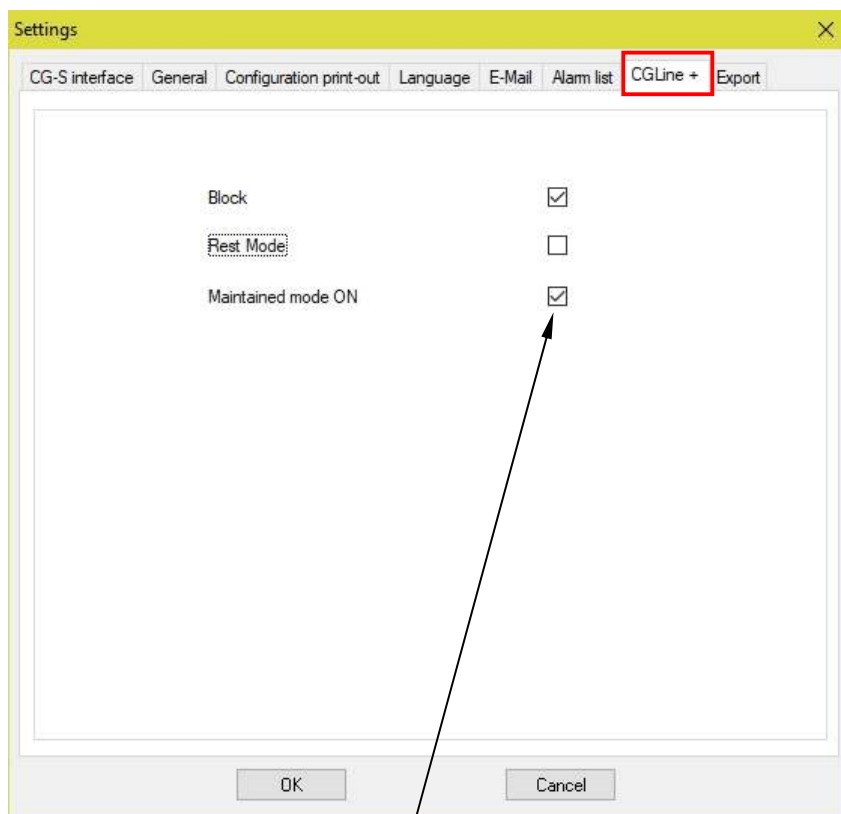 Settings
CG-S interface General Configuration print-out Language E-Mail Alarm list CGLine + Export
Block
Rest Mode
Maintained mode ON
OK Cancel